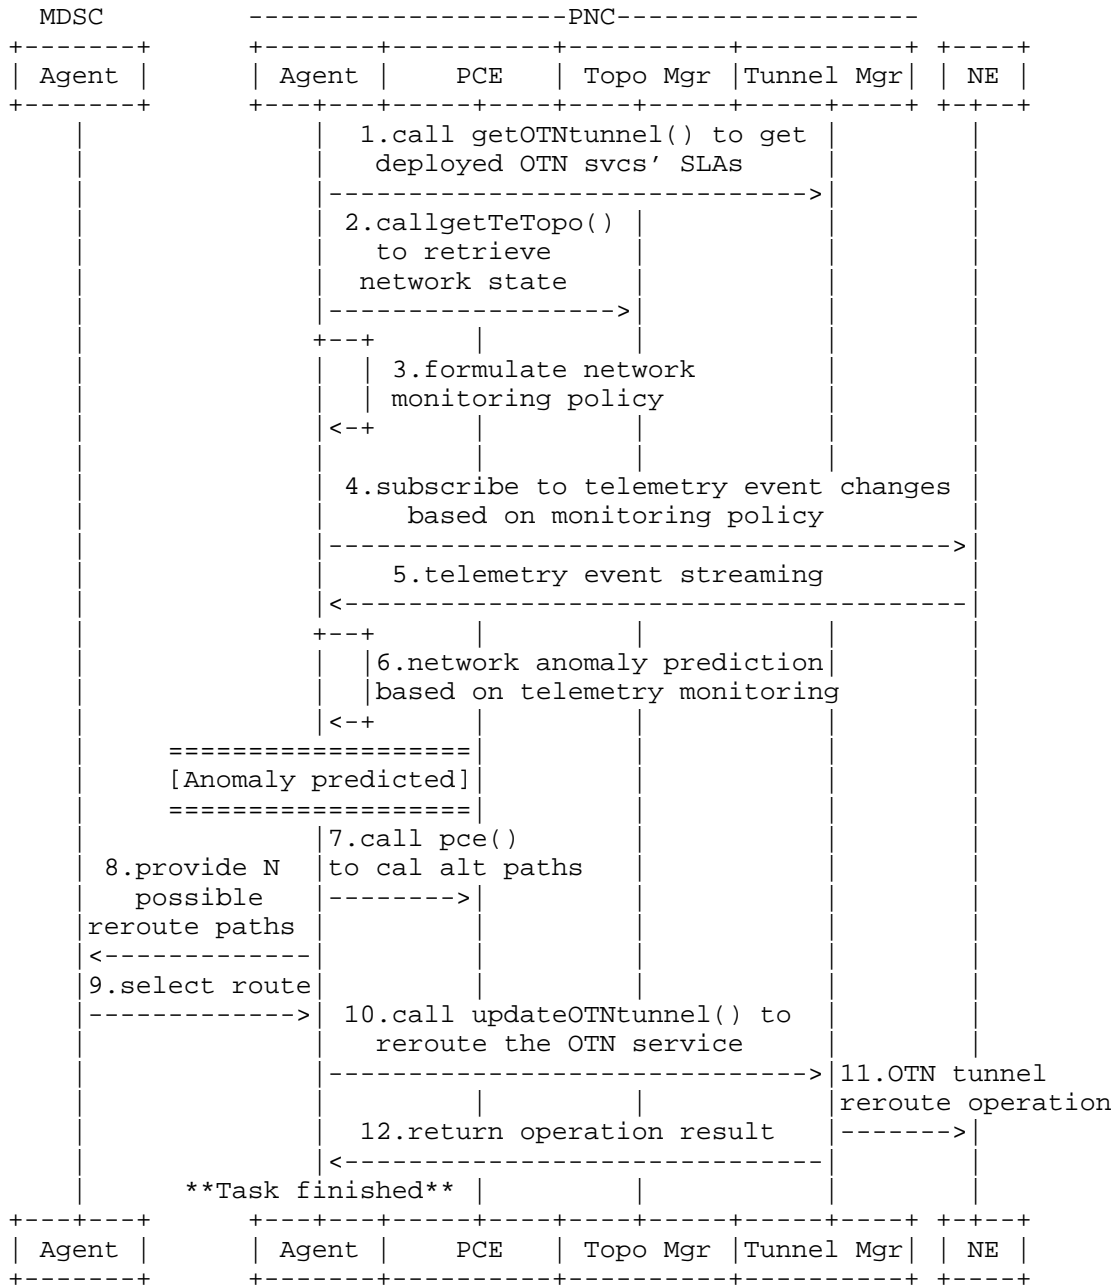 MDSC --------------------PNC-------------------
+-------+ +-------+----------+----------+----------+ +----+
| Agent | | Agent | PCE | Topo Mgr |Tunnel Mgr| | NE |
+-------+ +---+---+-----+----+----+-----+-----+----+ +-+--+
1.call getOTNtunnel() to get
deployed OTN svcs' SLAs
------------------------------>
2.callgetTeTopo()
to retrieve
network state
------------------>
+--+
3.formulate network
monitoring policy
<-+
4.subscribe to telemetry event changes
based on monitoring policy
--------------------------------------->
5.telemetry event streaming
<---------------------------------------
+--+
6.network anomaly prediction
based on telemetry monitoring
<-+
===================
[Anomaly predicted]
===================
7.call pce()
8.provide N to cal alt paths
possible -------->
reroute paths
<-------------
9.select route
-------------> 10.call updateOTNtunnel() to
reroute the OTN service
------------------------------> 11.OTN tunnel
reroute operation
12.return operation result ------->
<------------------------------
**Task finished**
+---+---+ +---+---+-----+----+----+-----+-----+----+ +-+--+
| Agent | | Agent | PCE | Topo Mgr |Tunnel Mgr| | NE |
+-------+ +-------+----------+----------+----------+ +----+